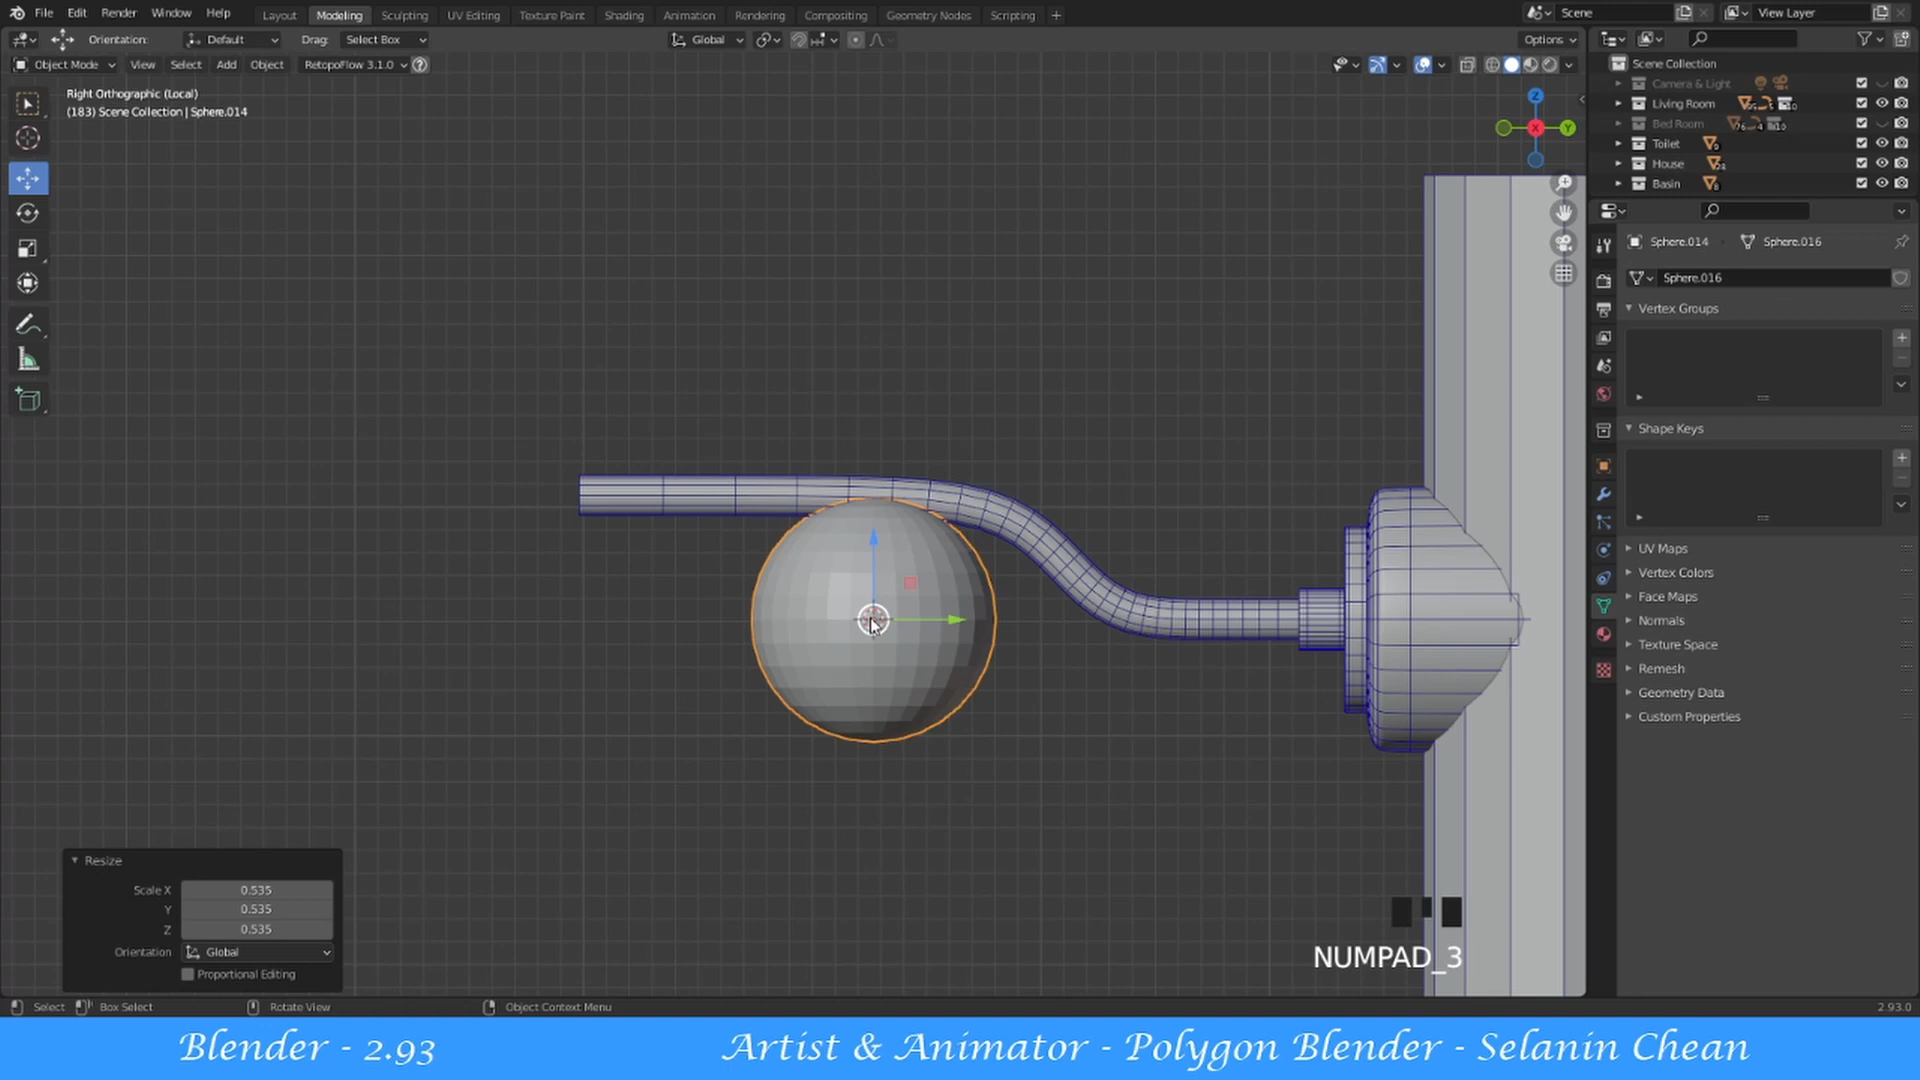 File Edit Render Window Help
Layout Modeling Sculpting UV Editing Texture Paint Shading Animation Rendering Compositing Geometry Nodes Scripting +
Scene View Layer
Orientation: Default Drag: Select Box
Global
Options
Object Mode View Select Add Object RetopoFlow 3.1.0
Right Orthographic (Local)
(183) Scene Collection | Sphere.014
Z
X
Y
Scene Collection
Camera & Light
Living Room
Bed Room
Toilet
House
Basin
Sphere.014 Sphere.016
Sphere.016
Vertex Groups
Shape Keys
UV Maps
Vertex Colors
Face Maps
Normals
Texture Space
Remesh
Geometry Data
Custom Properties
Resize
Scale X 0.535
Y 0.535
Z 0.535
Orientation Global
Proportional Editing
NUMPAD_3
Select Box Select Rotate View Object Context Menu
2.93.0
Blender - 2.93
Artist & Animator - Polygon Blender - Selanin Chean